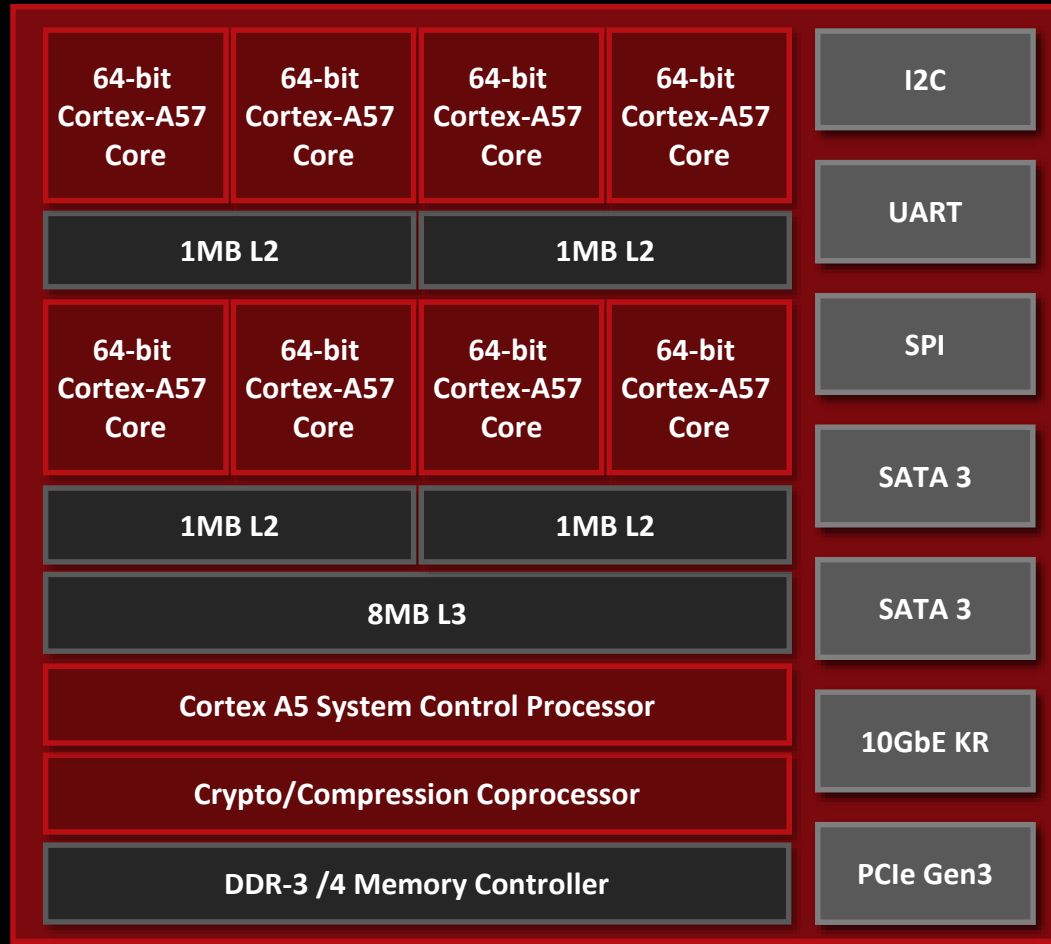 64-bit
Cortex-A57
Core
64-bit
Cortex-A57
Core
64-bit
Cortex-A57
Core
64-bit
Cortex-A57
Core
1MB L2
1MB L2
64-bit
Cortex-A57
Core
64-bit
Cortex-A57
Core
64-bit
Cortex-A57
Core
64-bit
Cortex-A57
Core
1MB L2
1MB L2
8MB L3
Cortex A5 System Control Processor
Crypto/Compression Coprocessor
DDR-3 /4 Memory Controller
I2C
UART
SPI
SATA 3
SATA 3
10GbE KR
PCIe Gen3